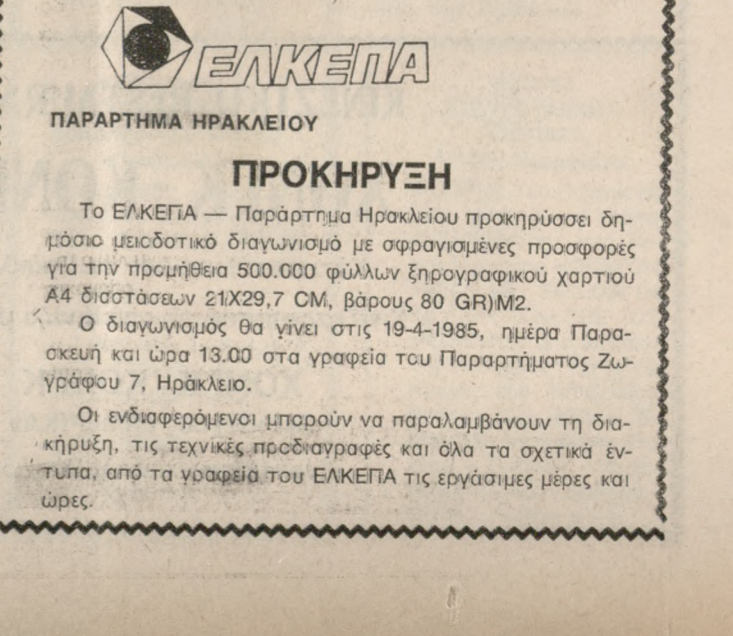 ΕΛΚΕΠΑ
ΠΑΡΑΡΤΗΜΑ ΗΡΑΚΛΕΙΟΥ
ΠΡΟΚΗΡΥΞΗ
Το ΕΛΚΕΠΑ — Παράρτημα Ηρακλείου προκηρύσσει δη-
μόσιο μειοδοτικό διαγωνισμό με σφραγισμένες προσφορές
για την προμήθεια 500.000 φύλλων ξηρογραφικού χαρτιού
Α4 διαστάσεων 21Χ29,7 CM, βάρους 80 GR)M2.
Ο διαγωνισμός θα γίνει στις 19-4-1985, ημέρα Παρα-
σκευή και ώρα 13.00 στα γραφεία του Παραρτήματος Ζω-
γράφου 7, Ηράκλειο.
Οι ενδιαφερόμενοι μπορούν να παραλαμβάνουν τη δια-
κήρυξη, τις τεχνικές προδιαγραφές και όλα τα σχετικά έν-
τυπα, από τα γραφεία του ΕΛΚΕΠΑ τις εργάσιμες μέρες και
ώρες.